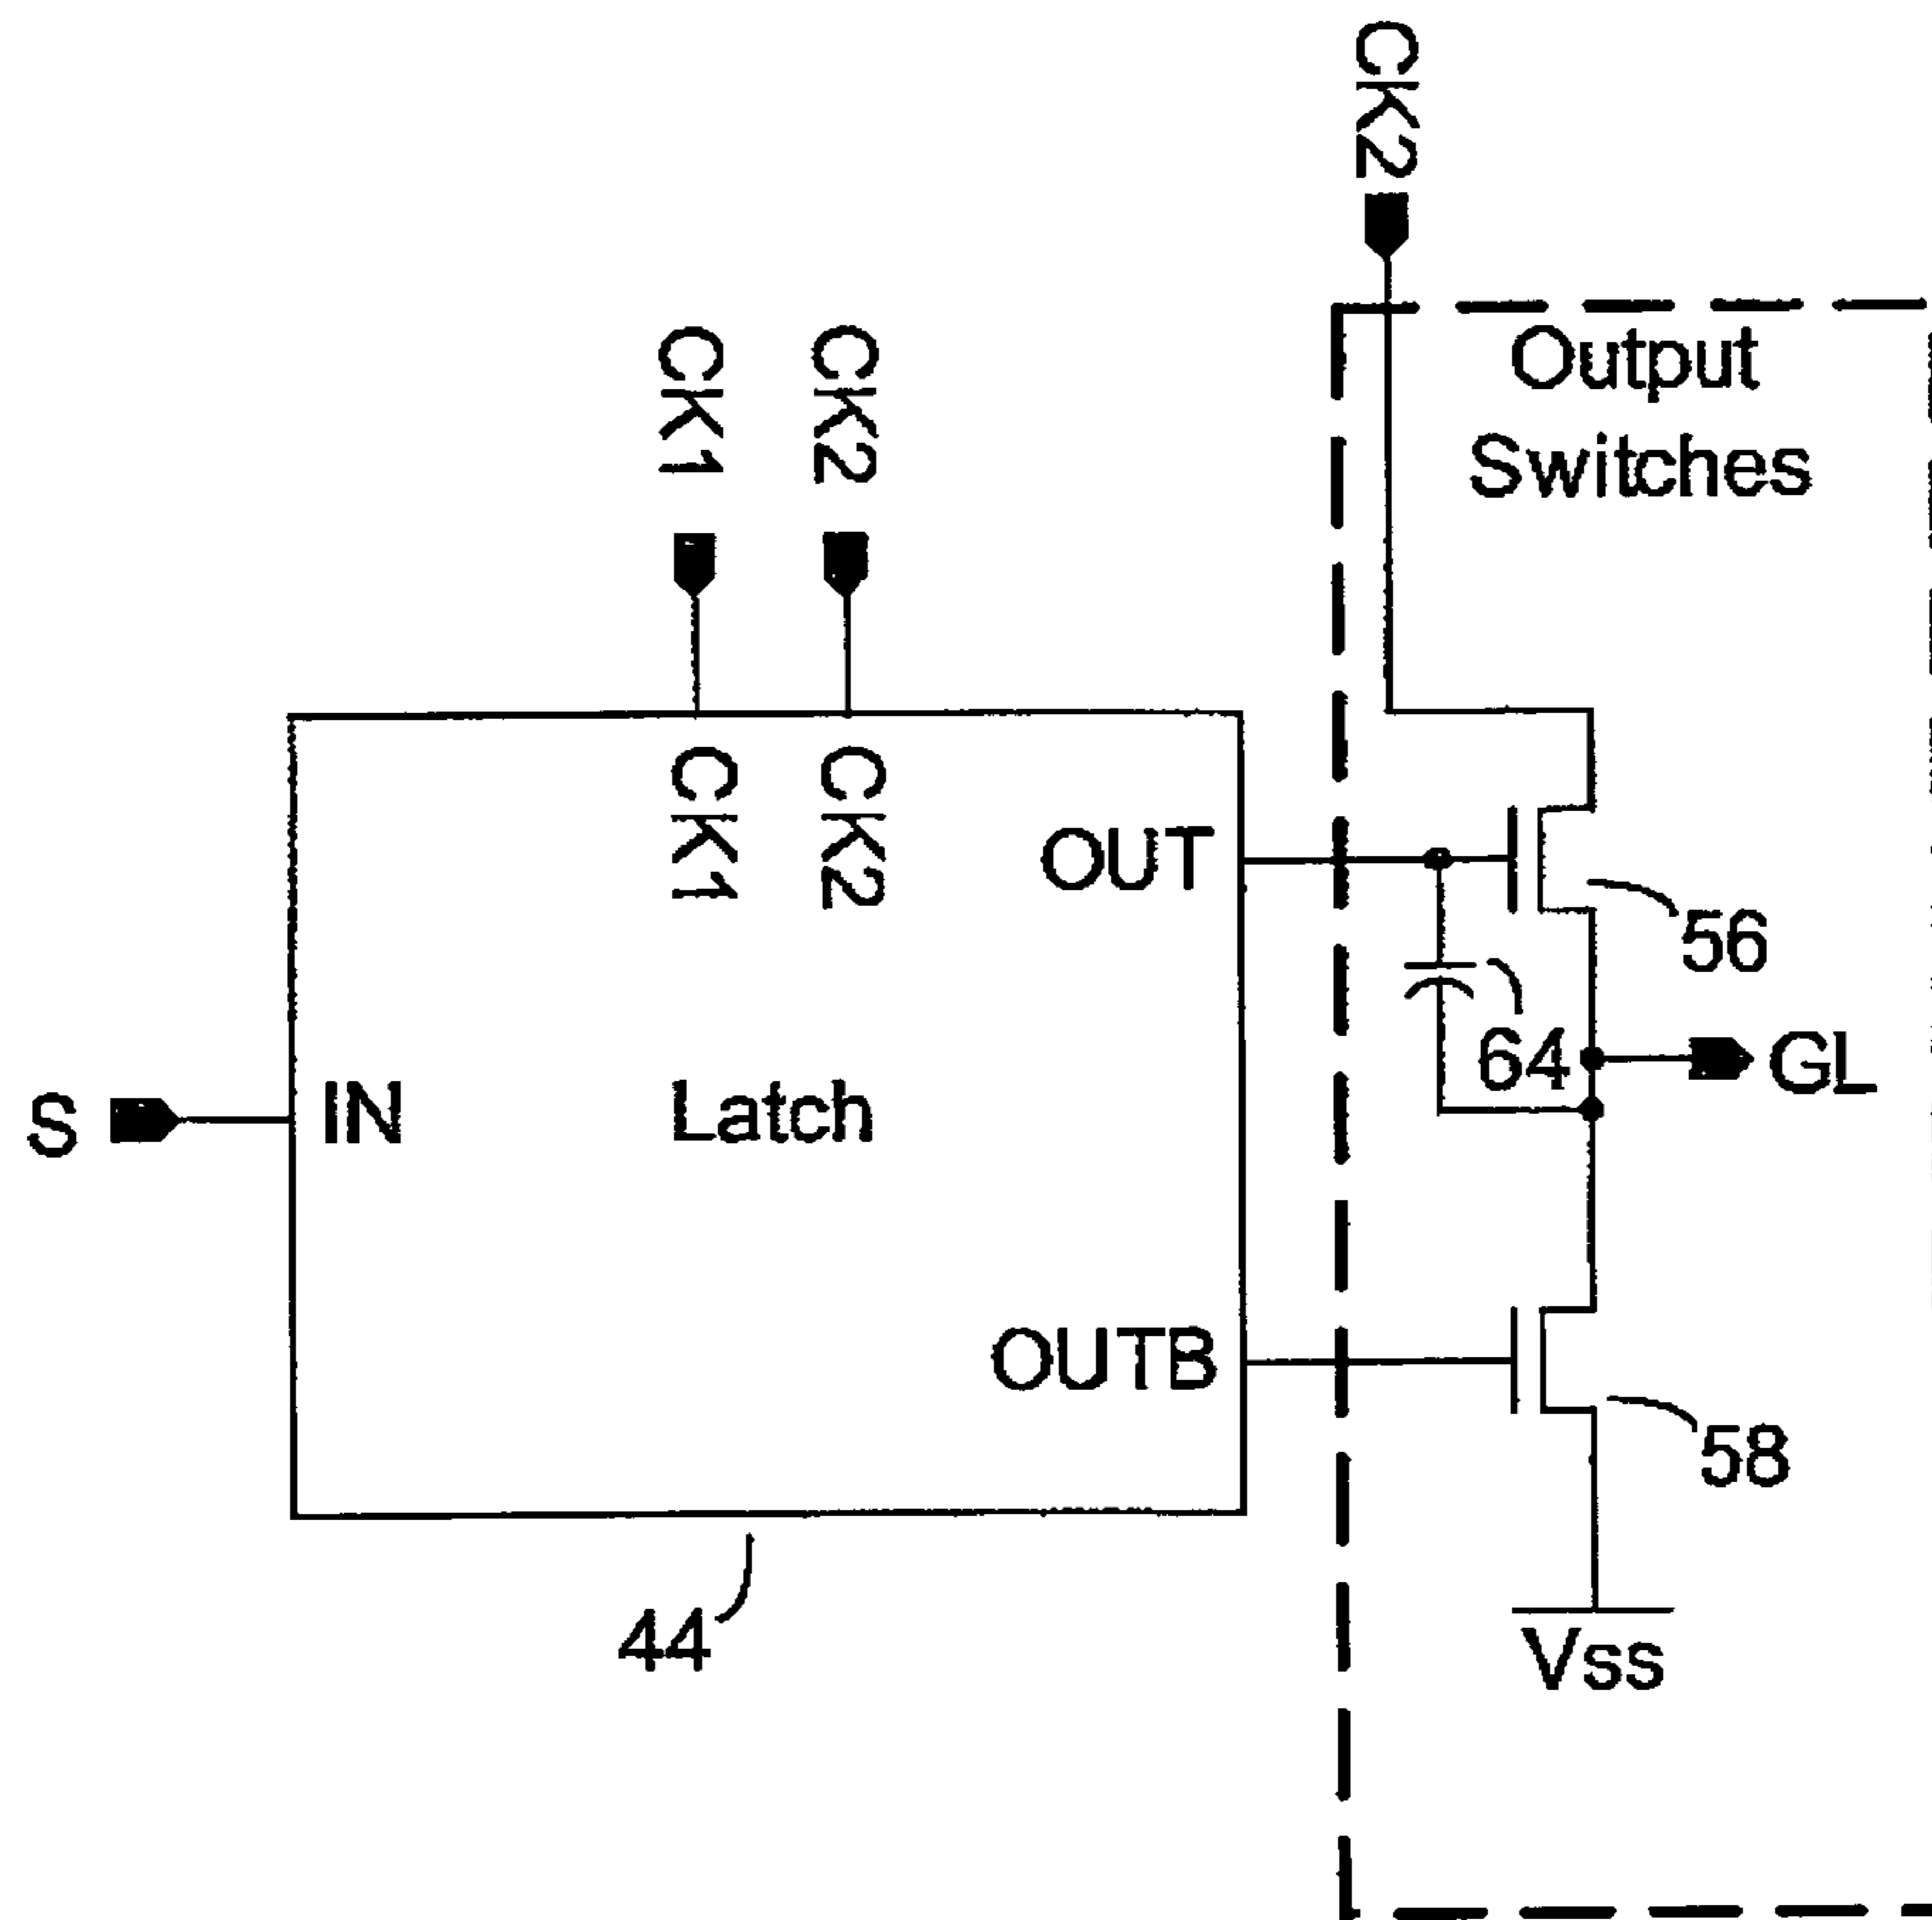 CK2
Output
Switches
CK1
CK2
CK1
CK2
OUT
56
64
GL
S
IN
Latch
OUTB
58
44
Vss